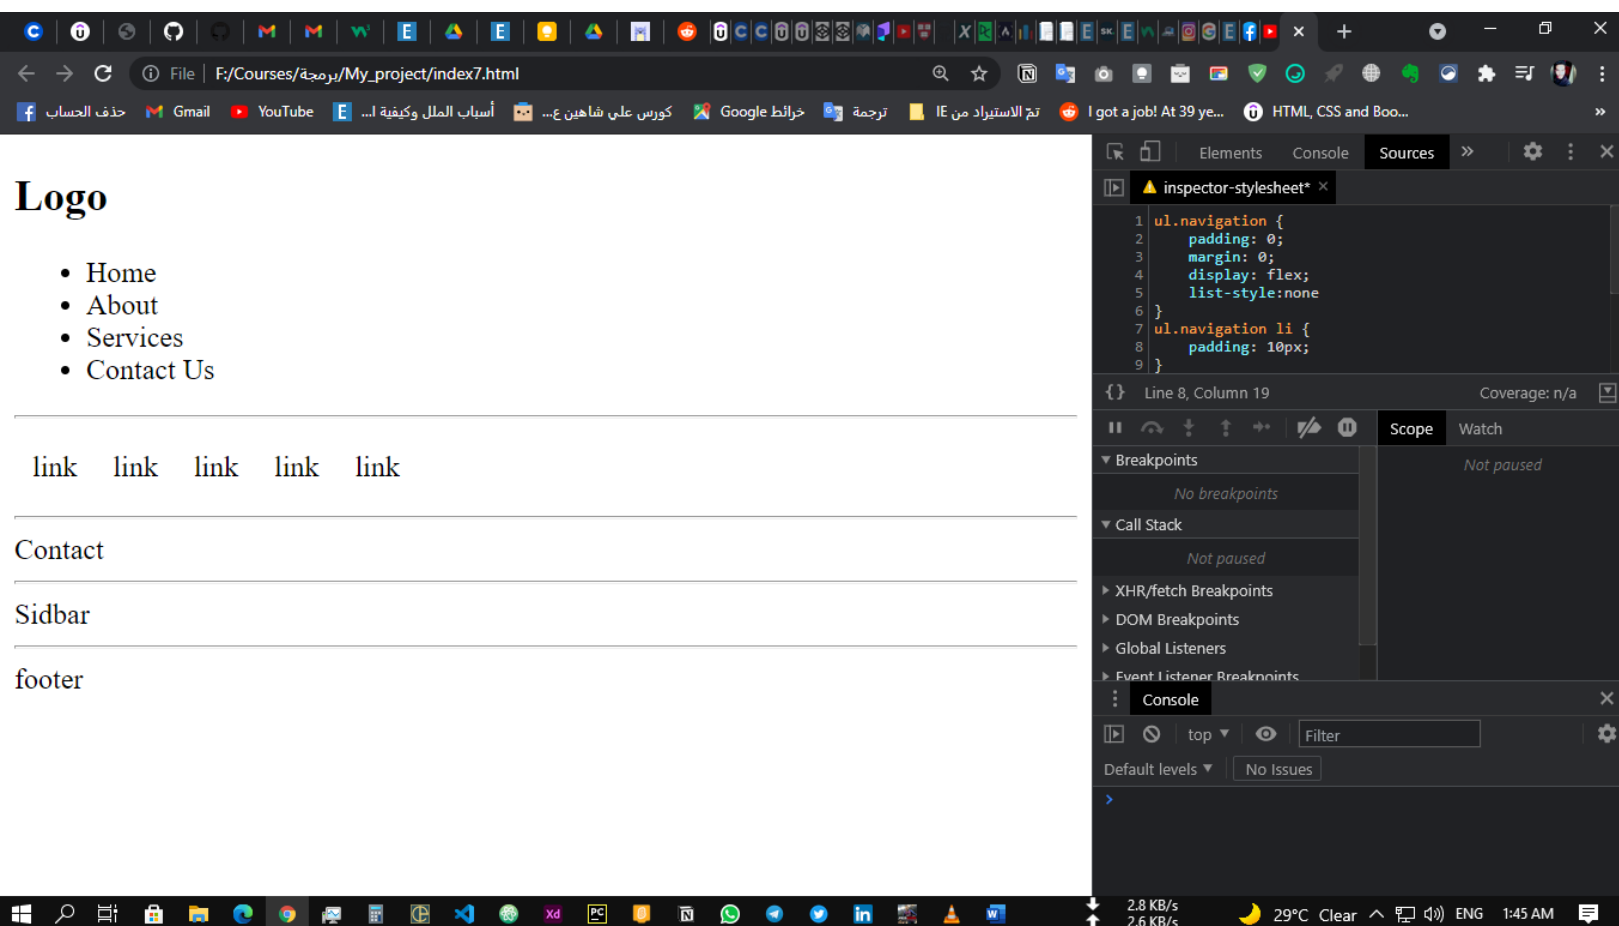 File F:/Courses/برمجة/My_project/index7.html
حذف الحساب Gmail YouTube أسباب الملل وكيفية ا... كورس علي شاهين ع... خرائط Google ترجمة تمّ الاستيراد من IE I got a job! At 39 ye... HTML, CSS and Boo... »
Elements Console Sources »
inspector-stylesheet* ×
Logo
Home
About
Services
Contact Us
link link link link link
Contact
Sidbar
footer
1 ul.navigation {
2 padding: 0;
3 margin: 0;
4 display: flex;
5 list-style:none
6 }
7 ul.navigation li {
8 padding: 10px;
9 }
{} Line 8, Column 19 Coverage: n/a
Scope Watch
Breakpoints
No breakpoints
Not paused
Call Stack
Not paused
XHR/fetch Breakpoints
DOM Breakpoints
Global Listeners
Event Listener Breakpoints
Console
top Filter
Default levels No Issues
2.8 KB/s
2.6 KB/s
29°C Clear ENG 1:45 AM